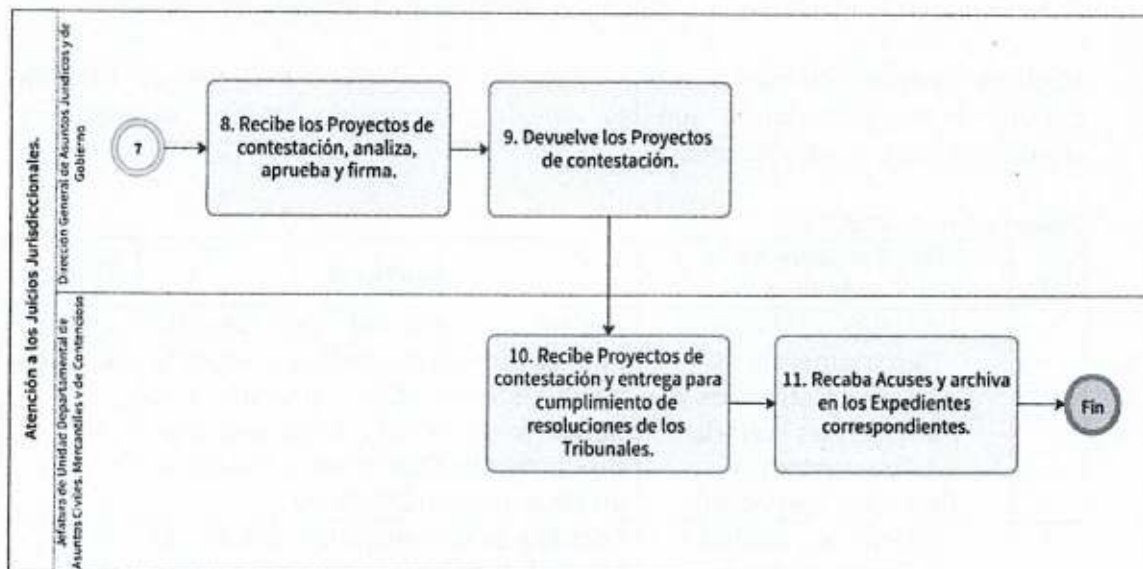 Atención a los Juicios Jurisdiccionales.
Dirección General de Asuntos Jurídicos y de
Gobierno
7
8. Recibe los Proyectos de
contestación, analiza,
aprueba y firma.
9. Devuelve los Proyectos
de contestación.
Jefatura de Unidad Departamental de
Asuntos Civiles, Mercantiles y de Contencioso
10. Recibe Proyectos de
contestación y entrega para
cumplimiento de
resoluciones de los
Tribunales.
11. Recaba Acuses y archiva
en los Expedientes
correspondientes.
Fin